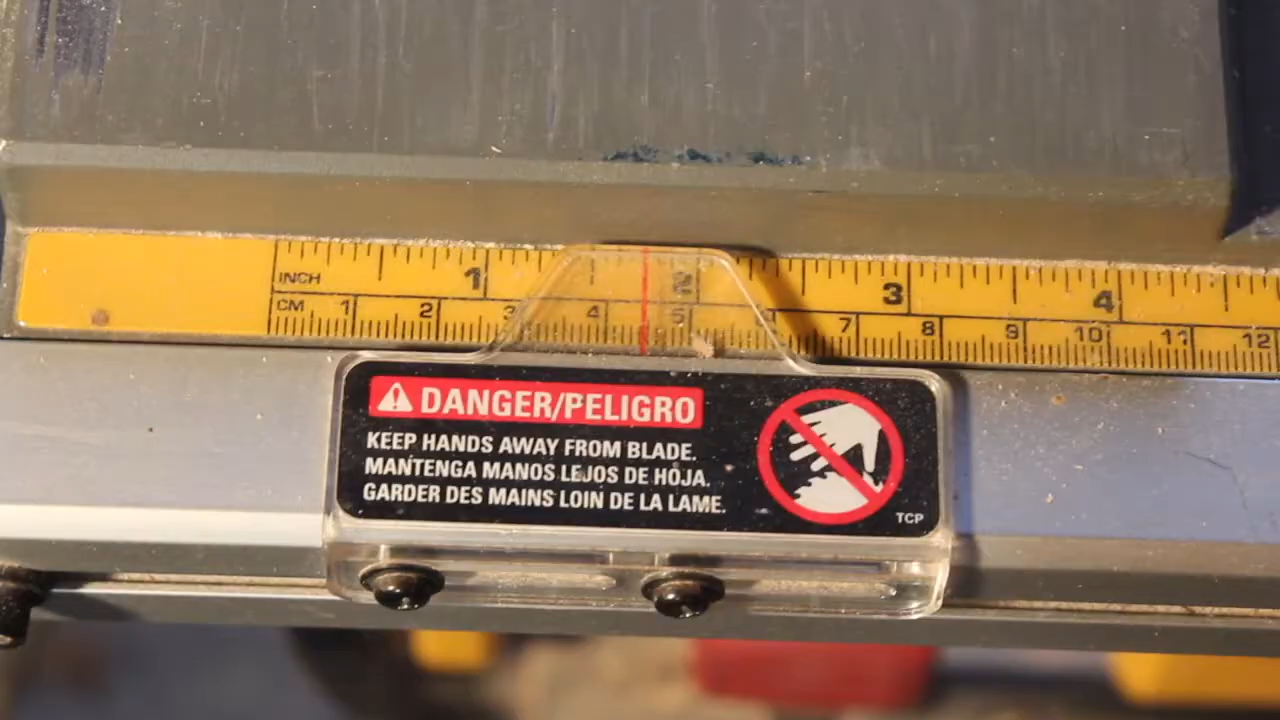 INCH 1 2 3 4
CM 1 2 3 4 5 6 7 8 9 10 11 12
DANGER/PELIGRO
KEEP HANDS AWAY FROM BLADE.
MANTENGA MANOS LEJOS DE HOJA.
GARDER DES MAINS LOIN DE LA LAME.
TCP